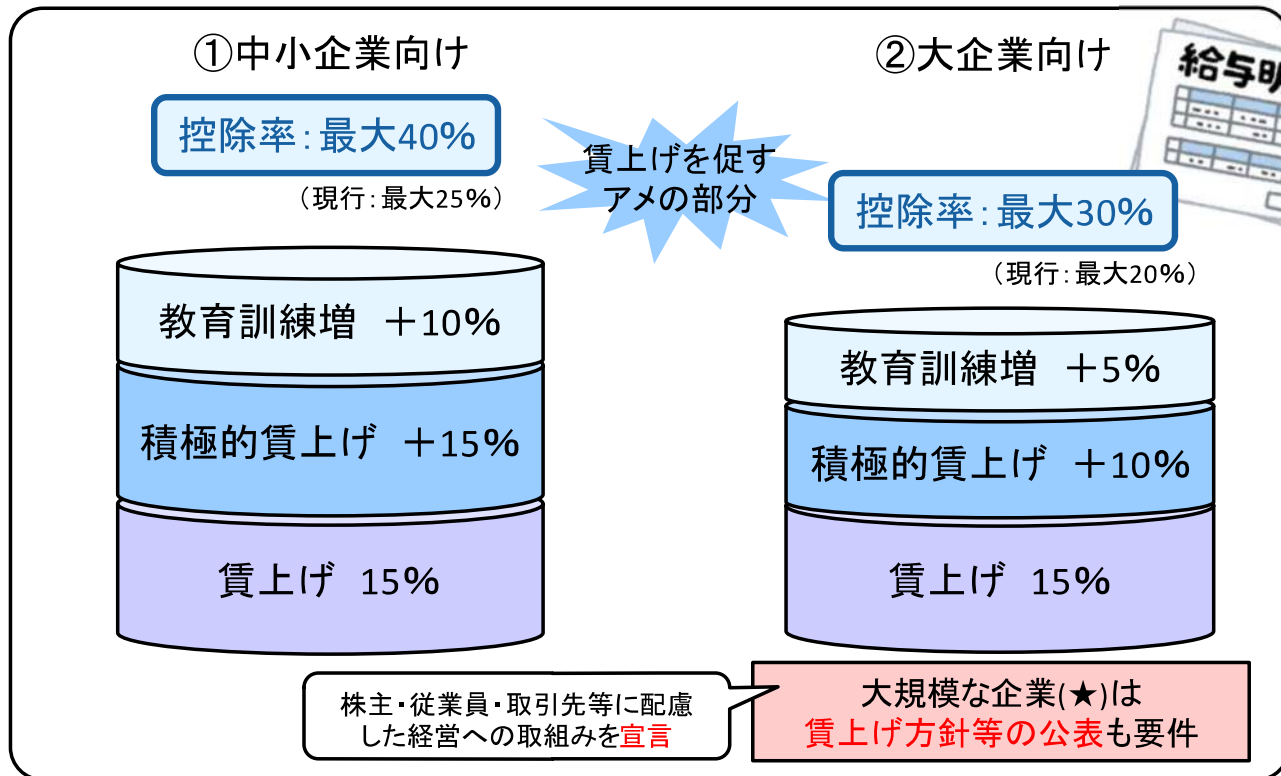 ①中小企業向け
控除率：最大40%
（現行：最大25%）
賃上げを促す
アメの部分
②大企業向け
給与明
控除率：最大30%
（現行：最大20%）
教育訓練増　＋10%
積極的賃上げ　＋15%
賃上げ　15%
教育訓練増　＋5%
積極的賃上げ　＋10%
賃上げ　15%
株主・従業員・取引先等に配慮
した経営への取組みを宣言
大規模な企業(★)は
賃上げ方針等の公表も要件